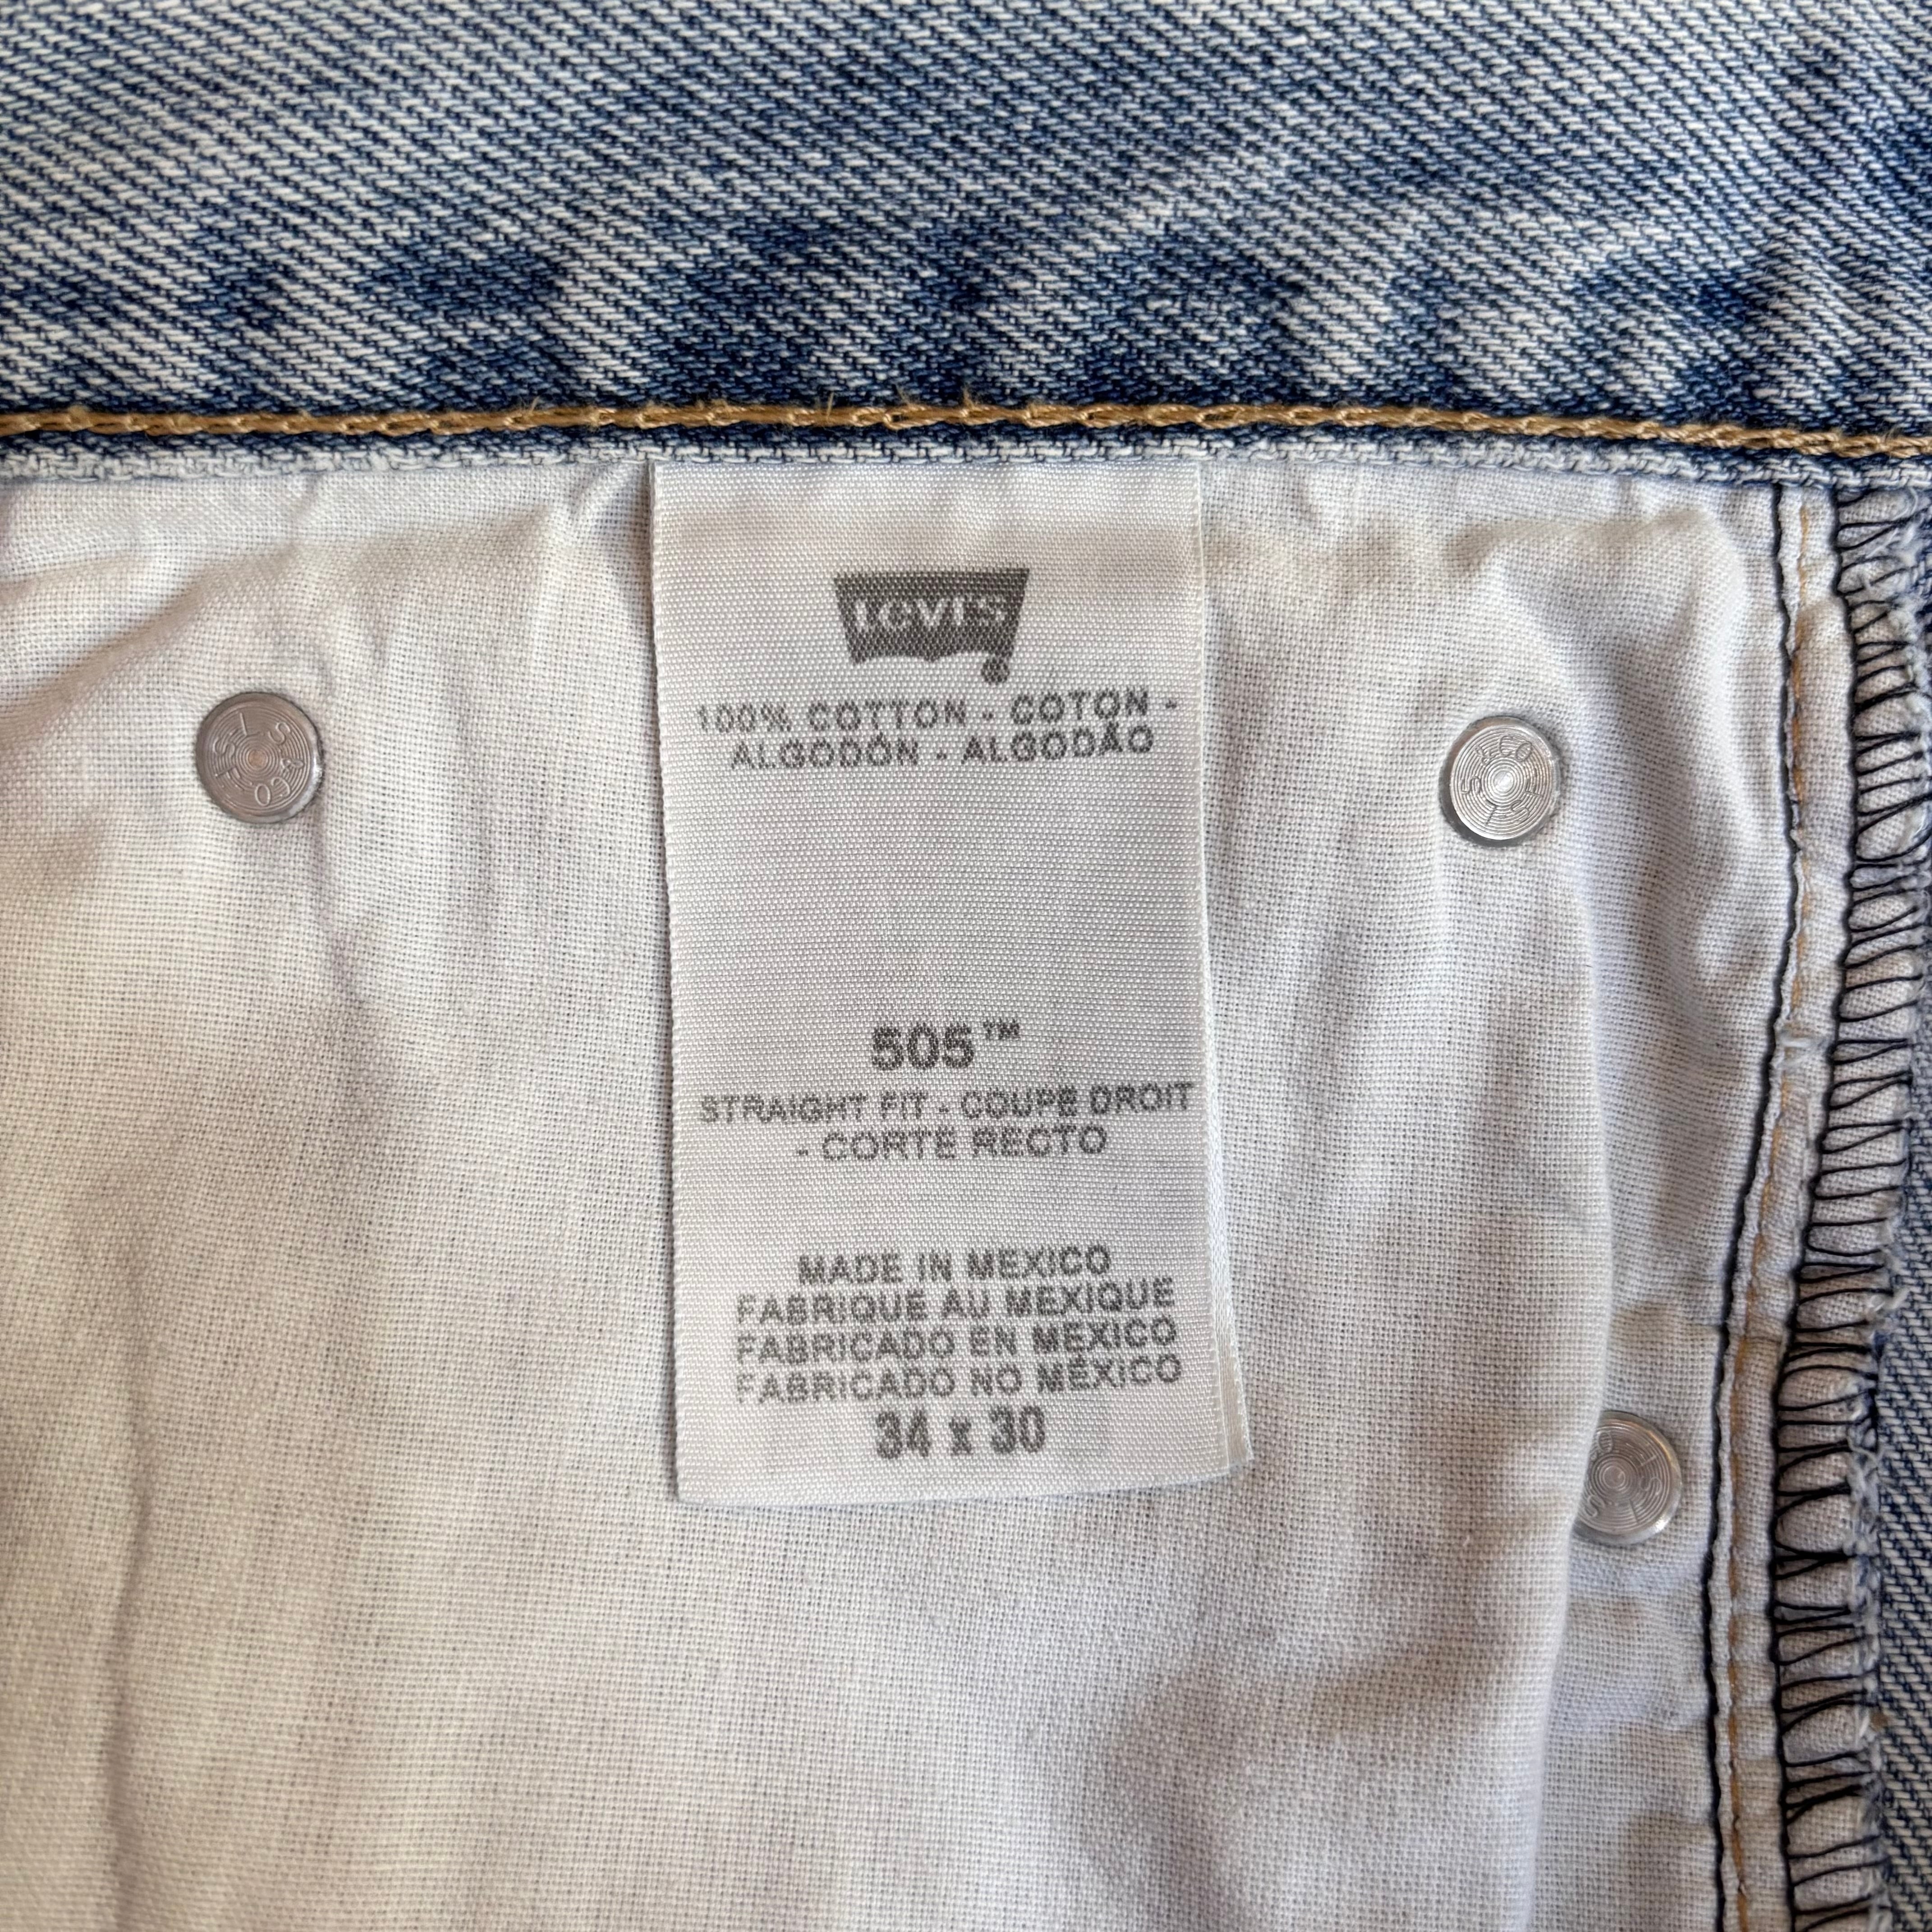 LEVI'S
100% COTTON - COTON -
ALGODÓN - ALGODÃO
505™
STRAIGHT FIT - COUPE DROIT
- CORTE RECTO
MADE IN MEXICO
FABRIQUE AU MEXIQUE
FABRICADO EN MEXICO
FABRICADO NO MÉXICO
34 x 30